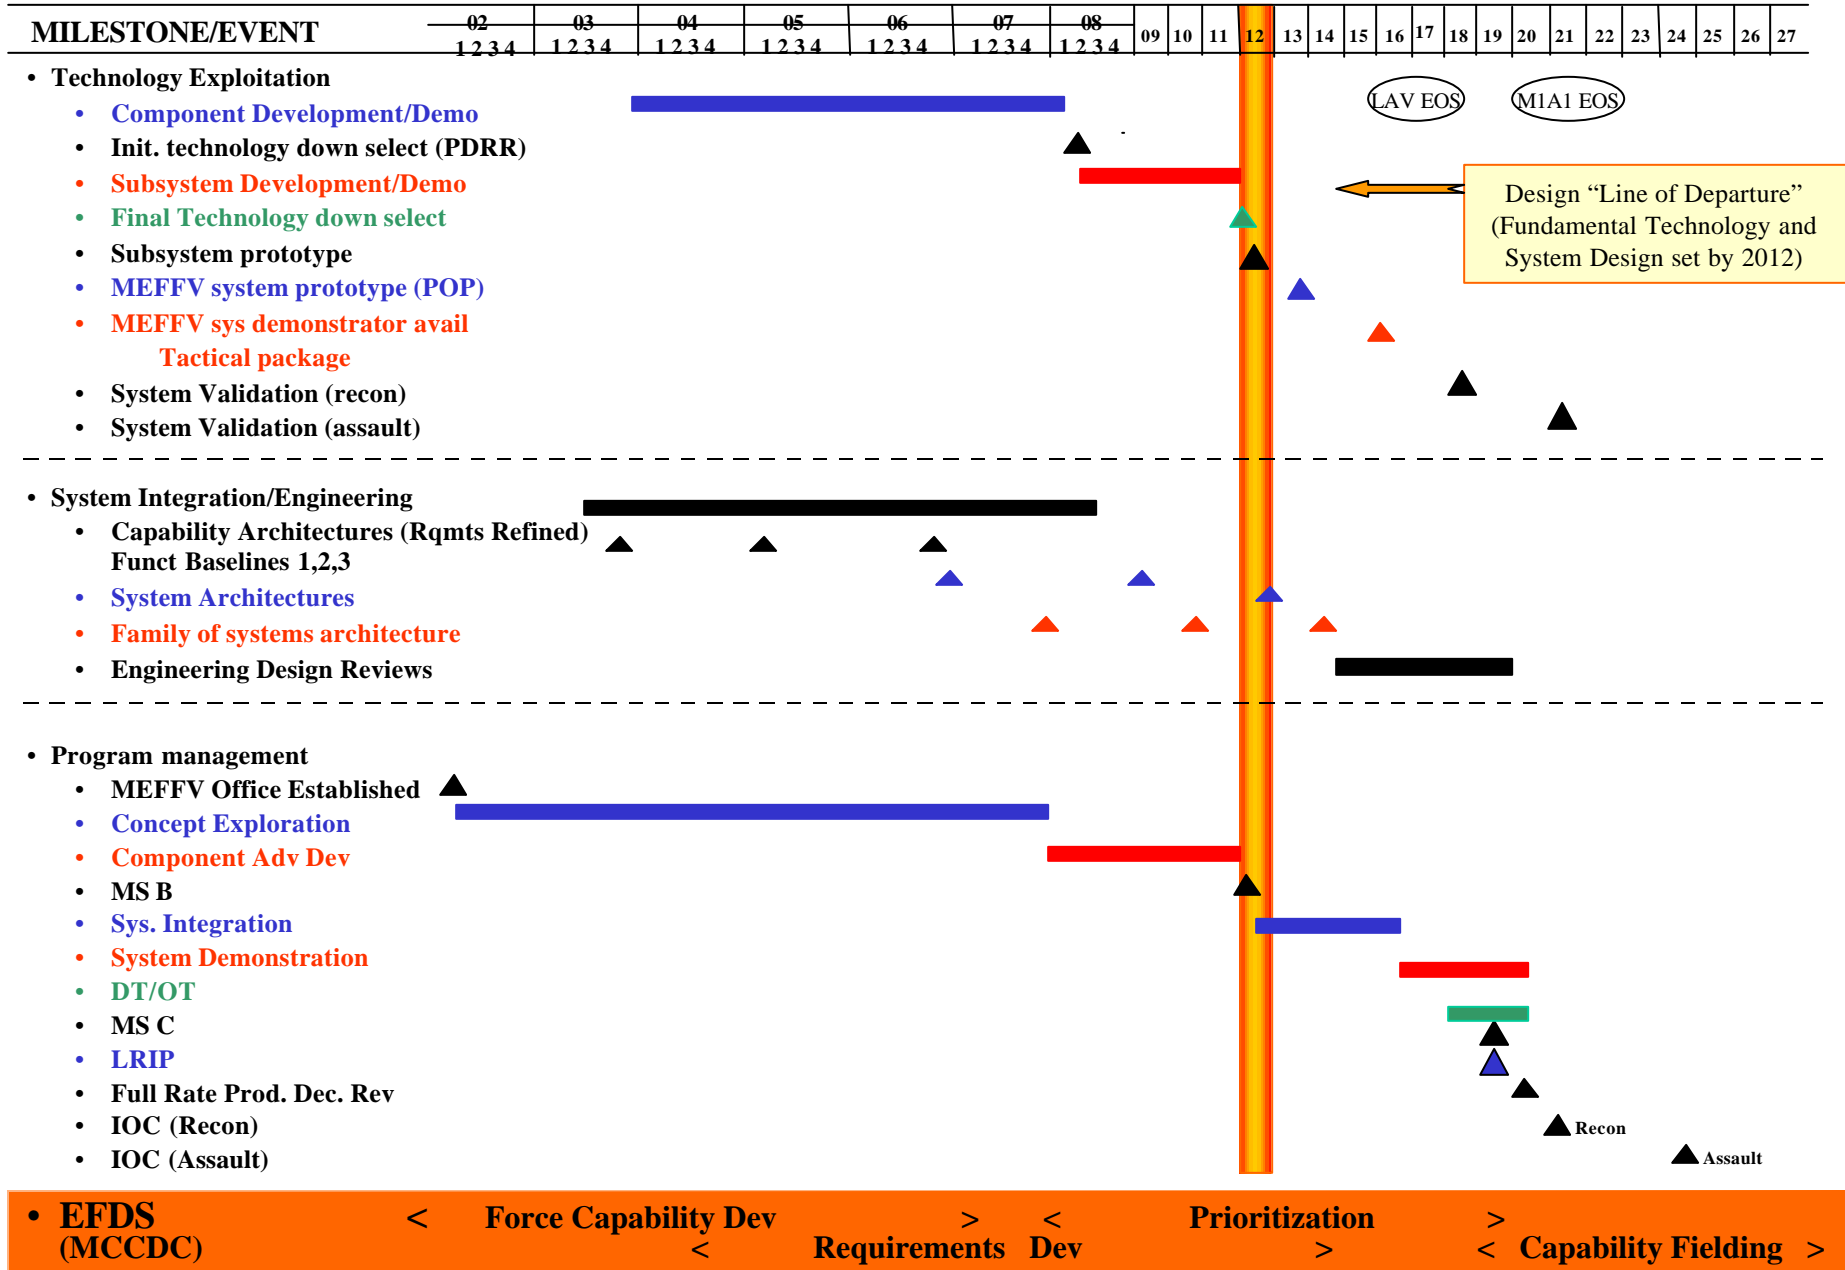 MILESTONE/EVENT 02 03 04 05 06 07 08 09 10 11 12 13 14 15 16 17 18 19 20 21 22 23 24 25 26 27
1 2 3 4 1 2 3 4 1 2 3 4 1 2 3 4 1 2 3 4 1 2 3 4 1 2 3 4
• Technology Exploitation
LAV EOS M1A1 EOS
• Component Development/Demo
• Init. technology down select (PDRR)
• Subsystem Development/Demo
• Final Technology down select
• Subsystem prototype
• MEFFV system prototype (POP)
• MEFFV sys demonstrator avail
Tactical package
• System Validation (recon)
• System Validation (assault)
Design “Line of Departure”
(Fundamental Technology and
System Design set by 2012)
• System Integration/Engineering
• Capability Architectures (Rqmts Refined)
Funct Baselines 1,2,3
• System Architectures
• Family of systems architecture
• Engineering Design Reviews
• Program management
• MEFFV Office Established
• Concept Exploration
• Component Adv Dev
• MS B
• Sys. Integration
• System Demonstration
• DT/OT
• MS C
• LRIP
• Full Rate Prod. Dec. Rev
• IOC (Recon)
Recon
• IOC (Assault)
Assault
• EFDS < Force Capability Dev > < Prioritization >
(MCCDC) < Requirements Dev > < Capability Fielding >